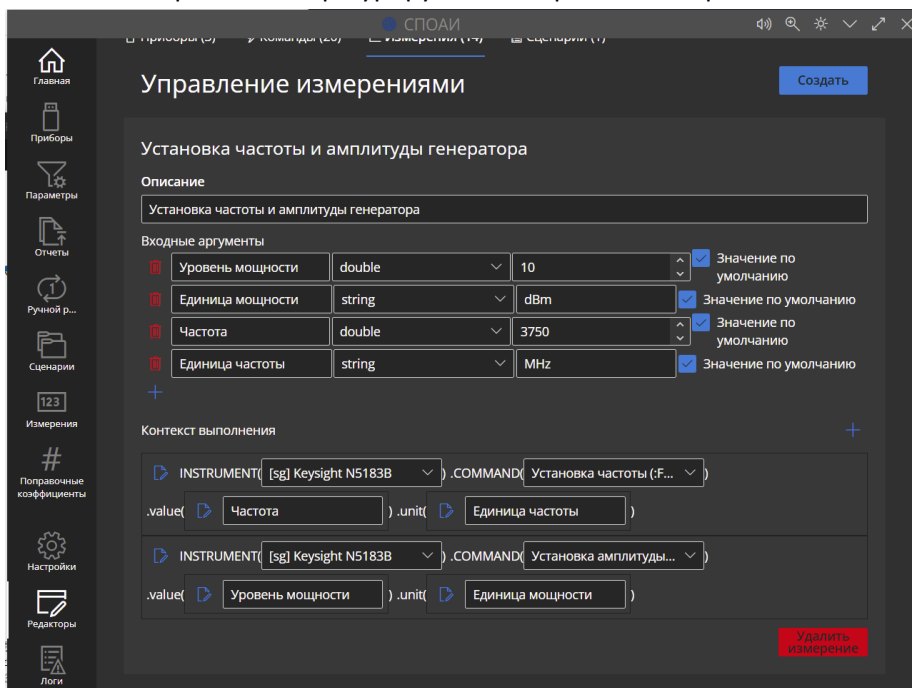 СПОАИ
Приборы (5) Команды (20) Измерения (14) Сценарии (1)
Главная
Приборы
Параметры
Отчеты
Ручной р...
Сценарии
123
Измерения
Поправочные
коэффициенты
Настройки
Редакторы
Логи
Управление измерениями
Создать
Установка частоты и амплитуды генератора
Описание
Установка частоты и амплитуды генератора
Входные аргументы
Уровень мощности double 10 Значение по
умолчанию
Единица мощности string dBm Значение по умолчанию
Частота double 3750 Значение по
умолчанию
Единица частоты string MHz Значение по умолчанию
+
Контекст выполнения +
INSTRUMENT( [sg] Keysight N5183B ) .COMMAND( Установка частоты (:F... )
.value( Частота ) .unit( Единица частоты )
INSTRUMENT( [sg] Keysight N5183B ) .COMMAND( Установка амплитуды... )
.value( Уровень мощности ) .unit( Единица мощности )
Удалить
измерение